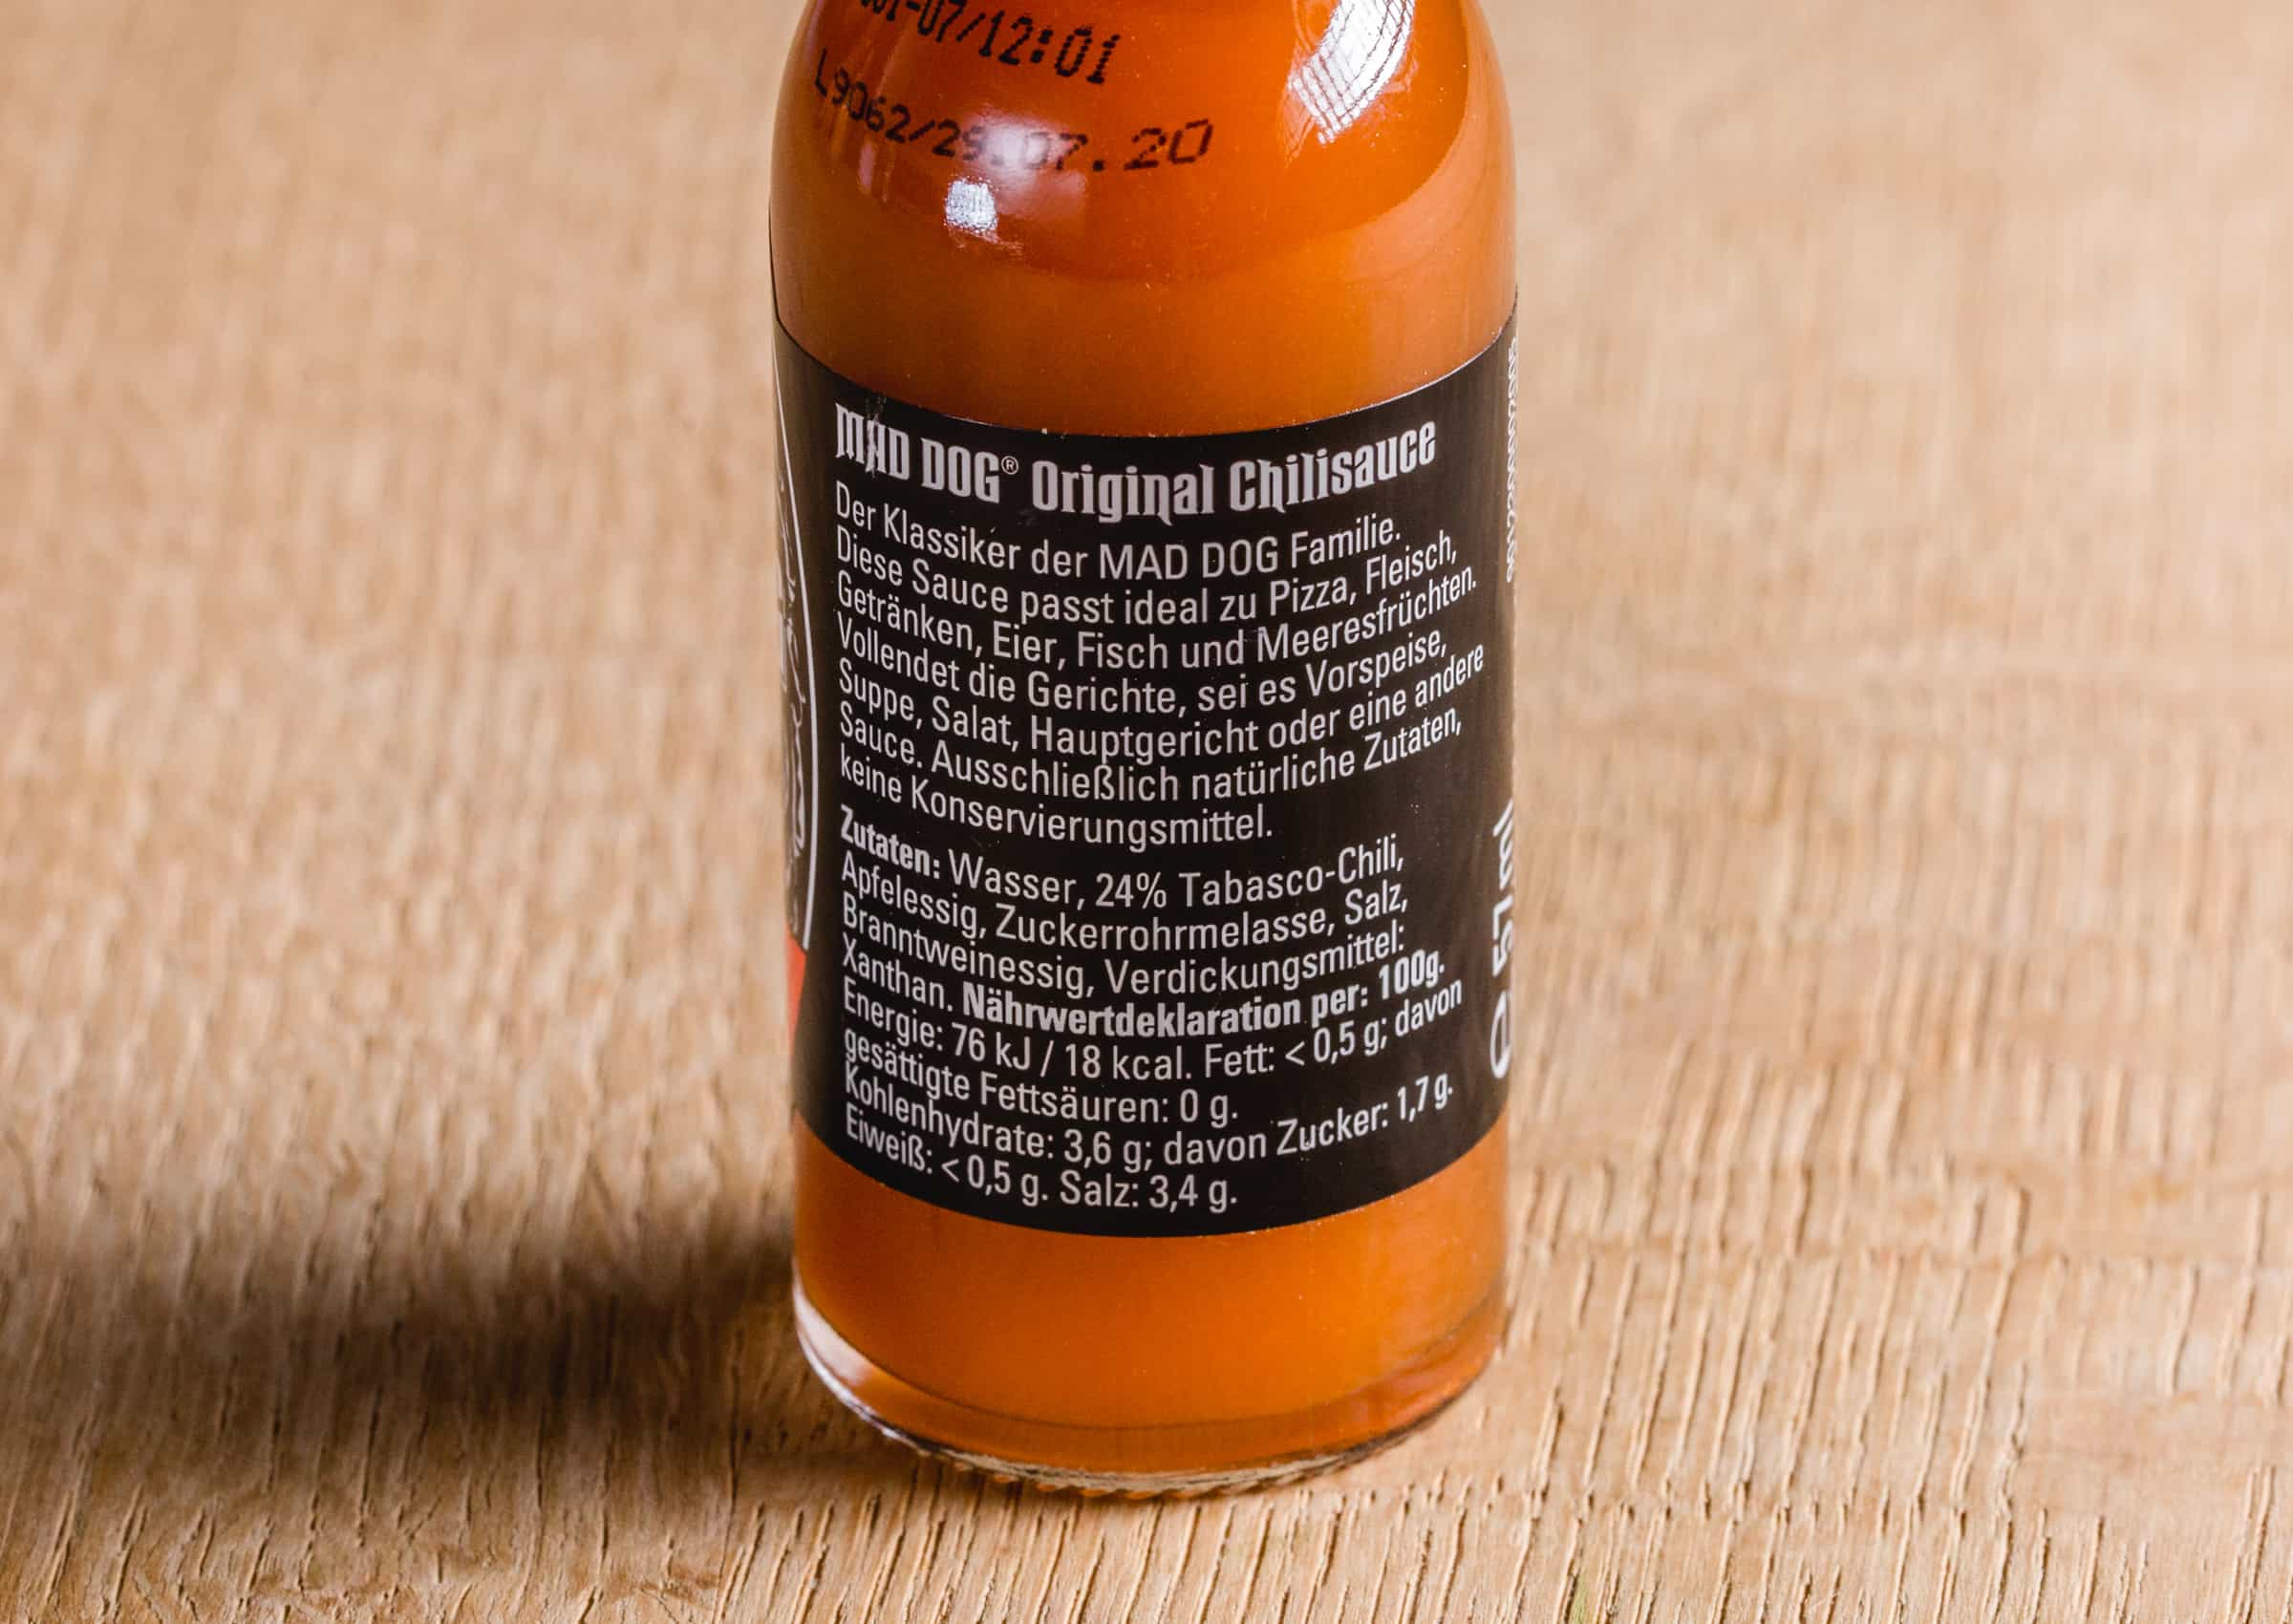 -07/12:01
L9062/29.07.20
MAD DOG® Original Chilisauce
Der Klassiker der MAD DOG Familie.
Diese Sauce passt ideal zu Pizza, Fleisch,
Getränken, Eier, Fisch und Meeresfrüchten.
Vollendet die Gerichte, sei es Vorspeise,
Suppe, Salat, Hauptgericht oder eine andere
Sauce. Ausschließlich natürliche Zutaten,
keine Konservierungsmittel.
Zutaten: Wasser, 24% Tabasco-Chili,
Apfelessig, Zuckerrohrmelasse, Salz,
Branntweinessig, Verdickungsmittel:
Xanthan. Nährwertdeklaration per: 100g.
Energie: 76 kJ / 18 kcal. Fett: < 0,5 g; davon
gesättigte Fettsäuren: 0 g.
Kohlenhydrate: 3,6 g; davon Zucker: 1,7 g.
Eiweiß: < 0,5 g. Salz: 3,4 g.